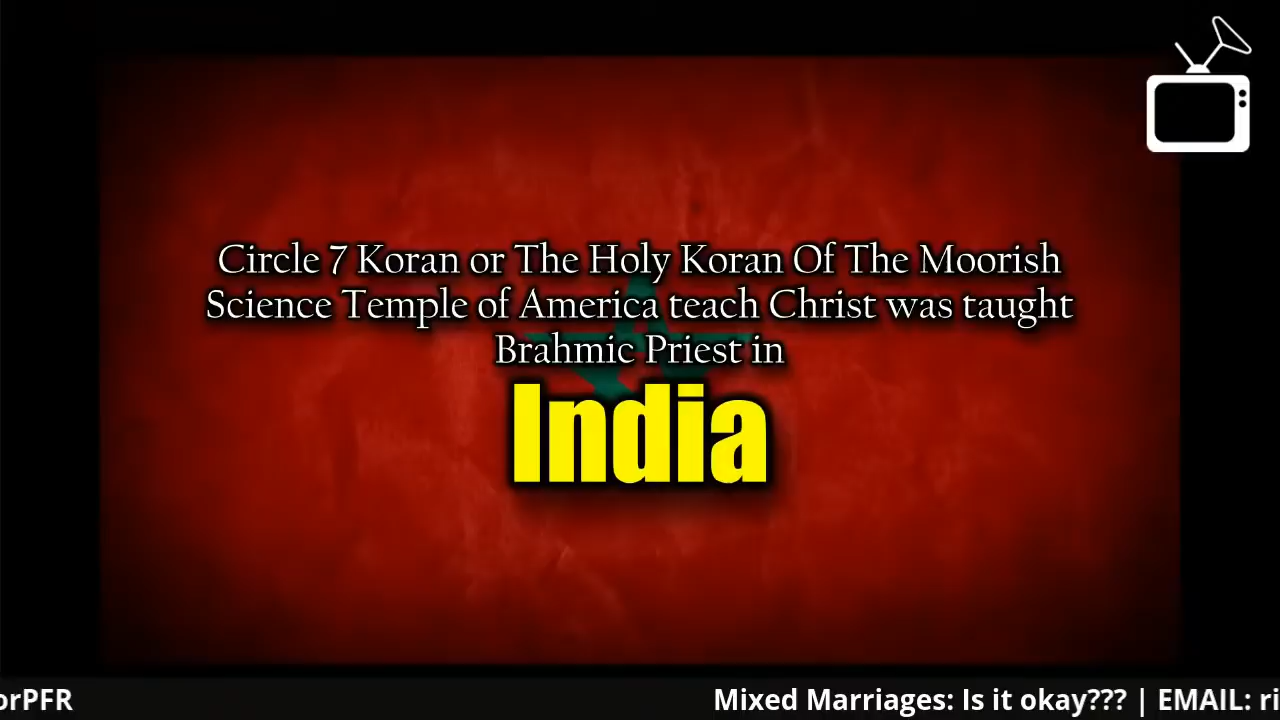 Circle 7 Koran or The Holy Koran Of The Moorish
Science Temple of America teach Christ was taught
Brahmic Priest in
India
orPFR Mixed Marriages: Is it okay??? | EMAIL: ri